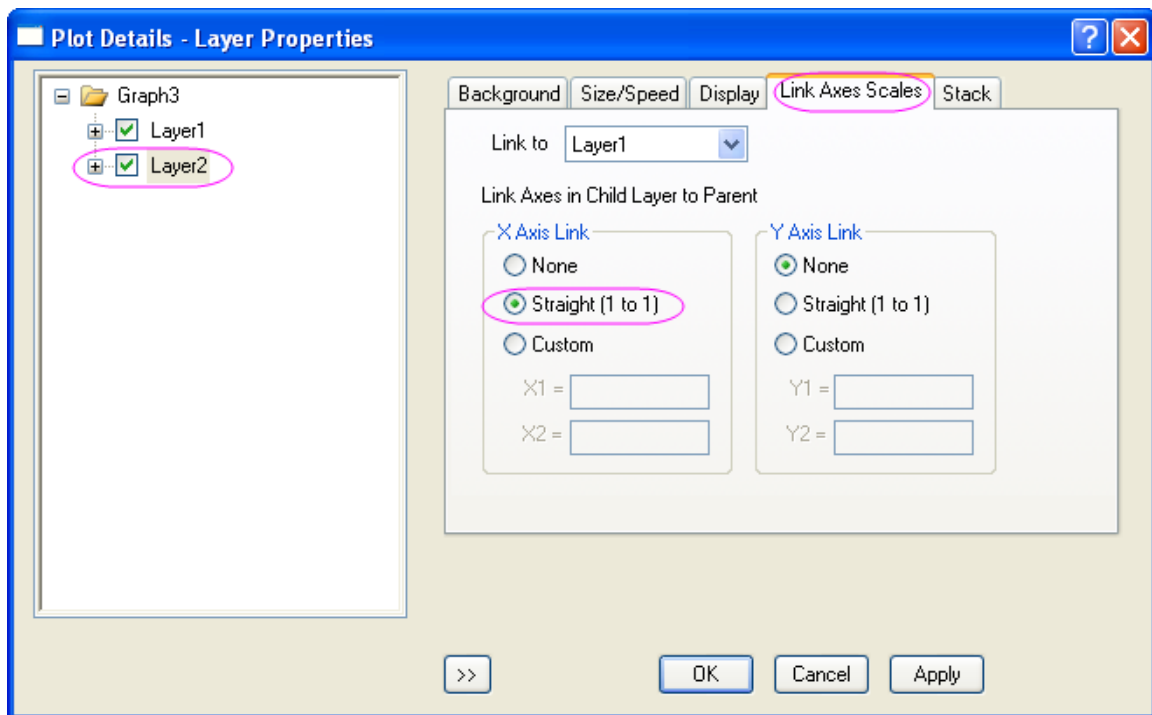 Plot Details - Layer Properties
Graph3
Layer1
Layer2
Background Size/Speed Display Link Axes Scales Stack
Link to Layer1
Link Axes in Child Layer to Parent
X Axis Link
None
Straight (1 to 1)
Custom
X1 =
X2 =
Y Axis Link
None
Straight (1 to 1)
Custom
Y1 =
Y2 =
>> OK Cancel Apply